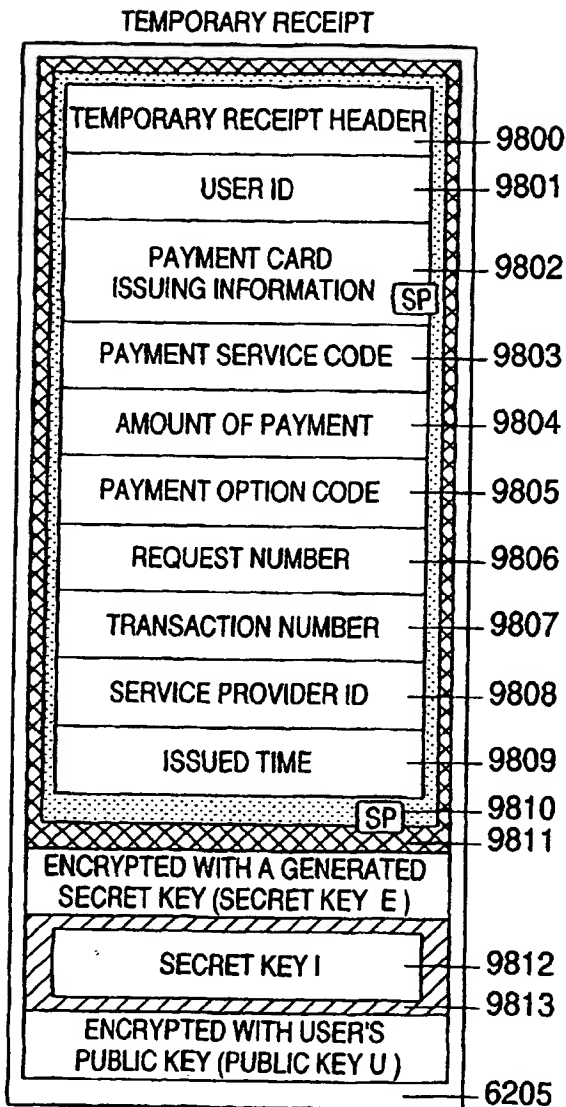 TEMPORARY RECEIPT
TEMPORARY RECEIPT HEADER
9800
USER ID
9801
PAYMENT CARD
ISSUING INFORMATION
SP
9802
PAYMENT SERVICE CODE
9803
AMOUNT OF PAYMENT
9804
PAYMENT OPTION CODE
9805
REQUEST NUMBER
9806
TRANSACTION NUMBER
9807
SERVICE PROVIDER ID
9808
ISSUED TIME
9809
SP
9810
9811
ENCRYPTED WITH A GENERATED
SECRET KEY (SECRET KEY E)
SECRET KEY I
9812
9813
ENCRYPTED WITH USER'S
PUBLIC KEY (PUBLIC KEY U)
6205